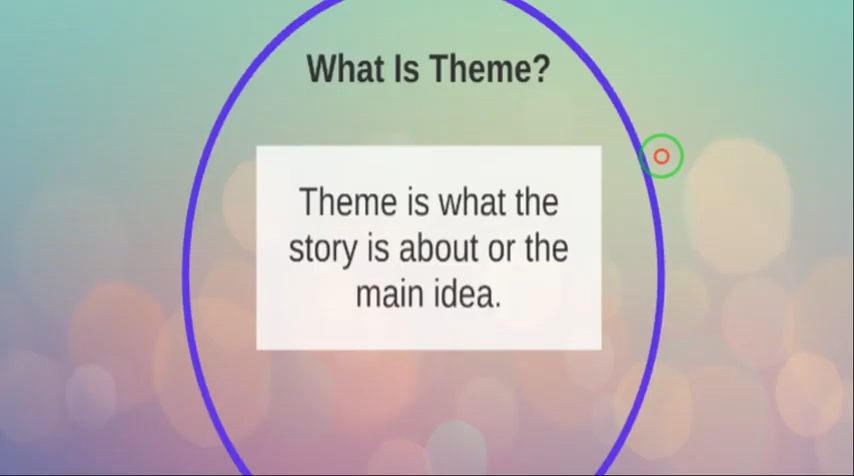 What Is Theme?
Theme is what the
story is about or the
main idea.